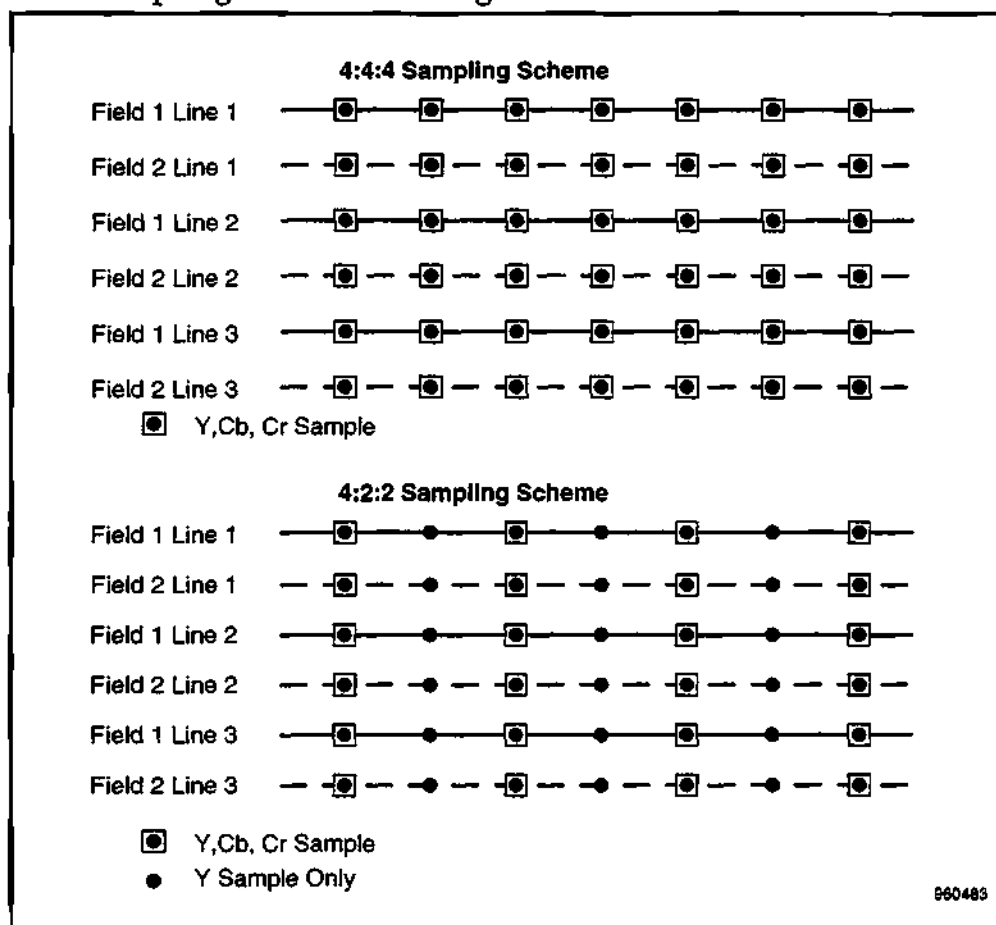 4:4:4 Sampling Scheme
Field 1 Line 1
Field 2 Line 1
Field 1 Line 2
Field 2 Line 2
Field 1 Line 3
Field 2 Line 3
Y,Cb, Cr Sample
4:2:2 Sampling Scheme
Field 1 Line 1
Field 2 Line 1
Field 1 Line 2
Field 2 Line 2
Field 1 Line 3
Field 2 Line 3
Y,Cb, Cr Sample
Y Sample Only
960483